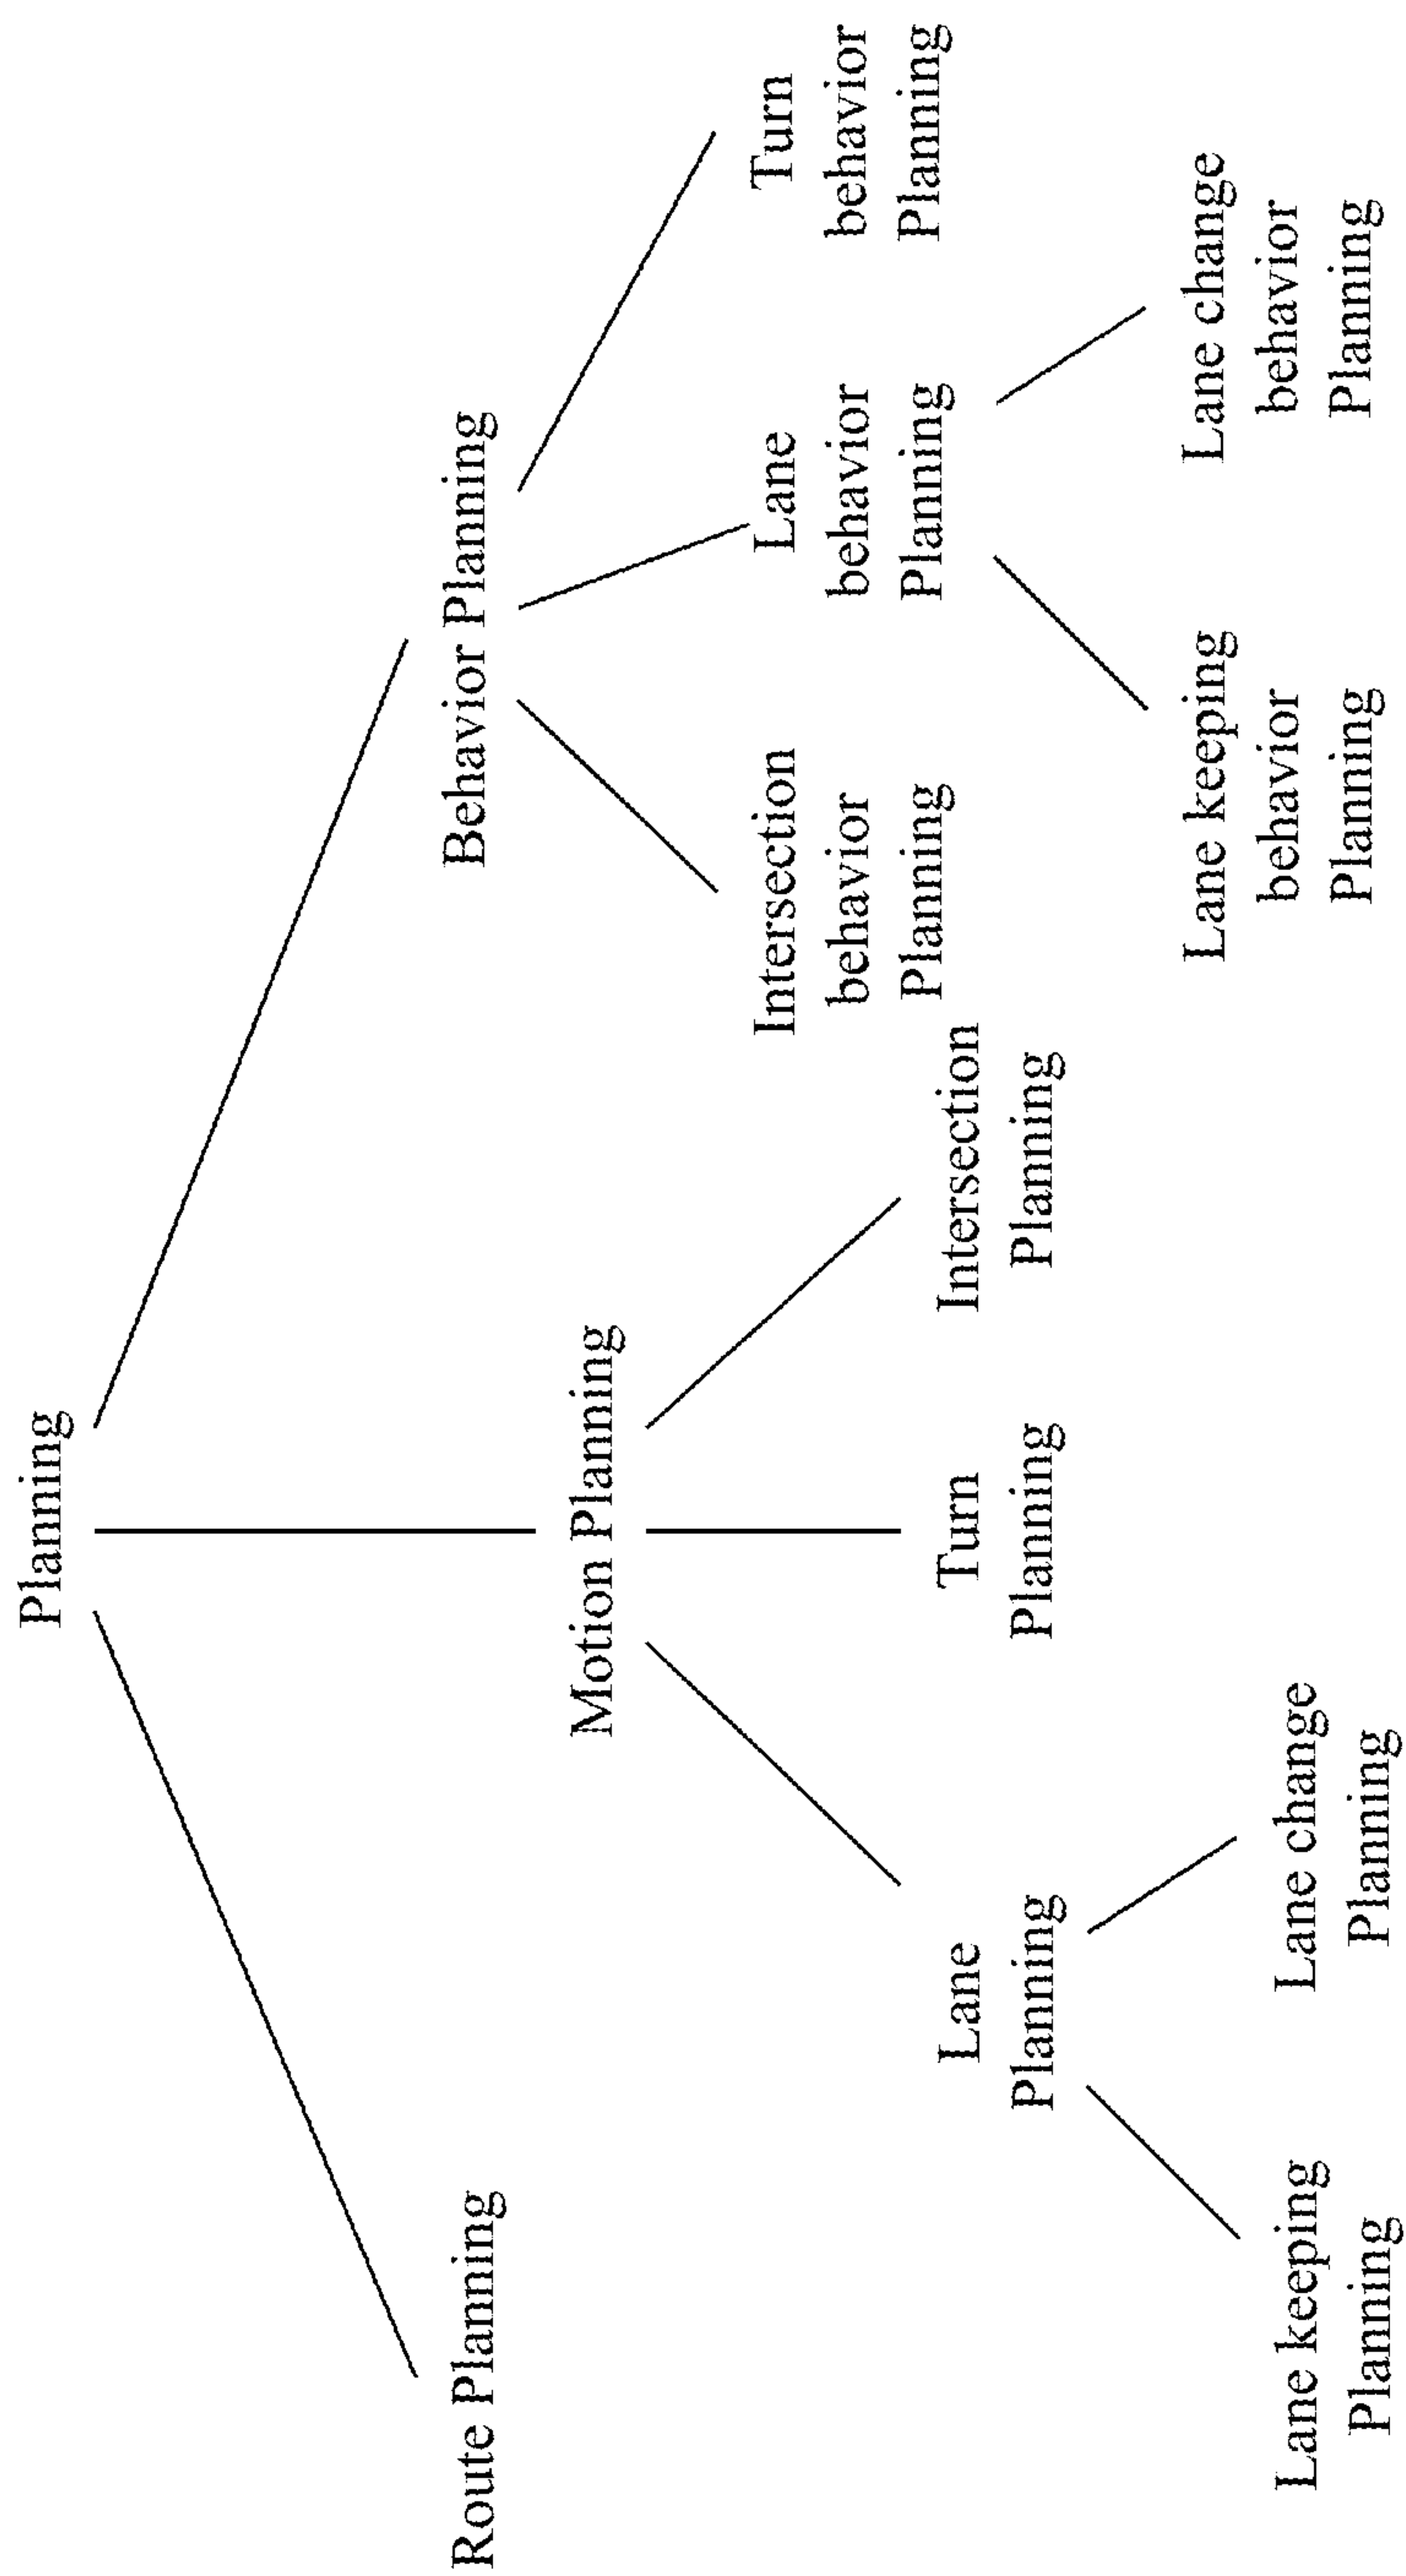 Planning
Route Planning
Motion Planning
Behavior Planning
Lane
Planning
Turn
Planning
Intersection
Planning
Intersection
behavior
Planning
Lane
behavior
Planning
Turn
behavior
Planning
Lane keeping
Planning
Lane change
Planning
Lane keeping
behavior
Planning
Lane change
behavior
Planning